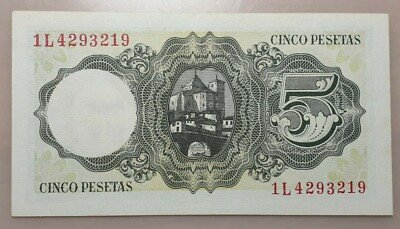 1L4293219 CINCO PESETAS
5
CINCO PESETAS 1L4293219